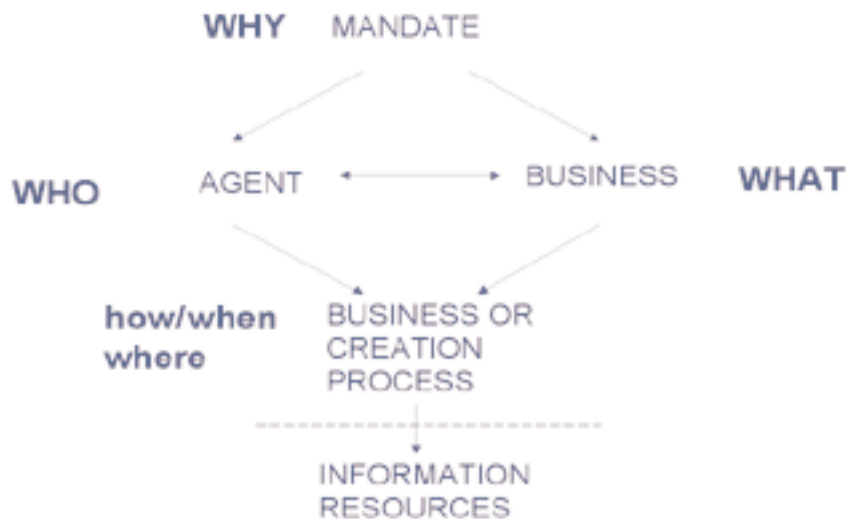 WHY MANDATE
WHO AGENT BUSINESS WHAT
how/when
where
BUSINESS OR
CREATION
PROCESS
INFORMATION
RESOURCES